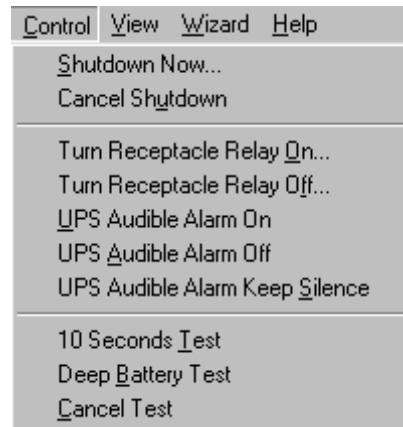 Control View Wizard Help
Shutdown Now...
Cancel Shutdown
Turn Receptacle Relay On...
Turn Receptacle Relay Off...
UPS Audible Alarm On
UPS Audible Alarm Off
UPS Audible Alarm Keep Silence
10 Seconds Test
Deep Battery Test
Cancel Test